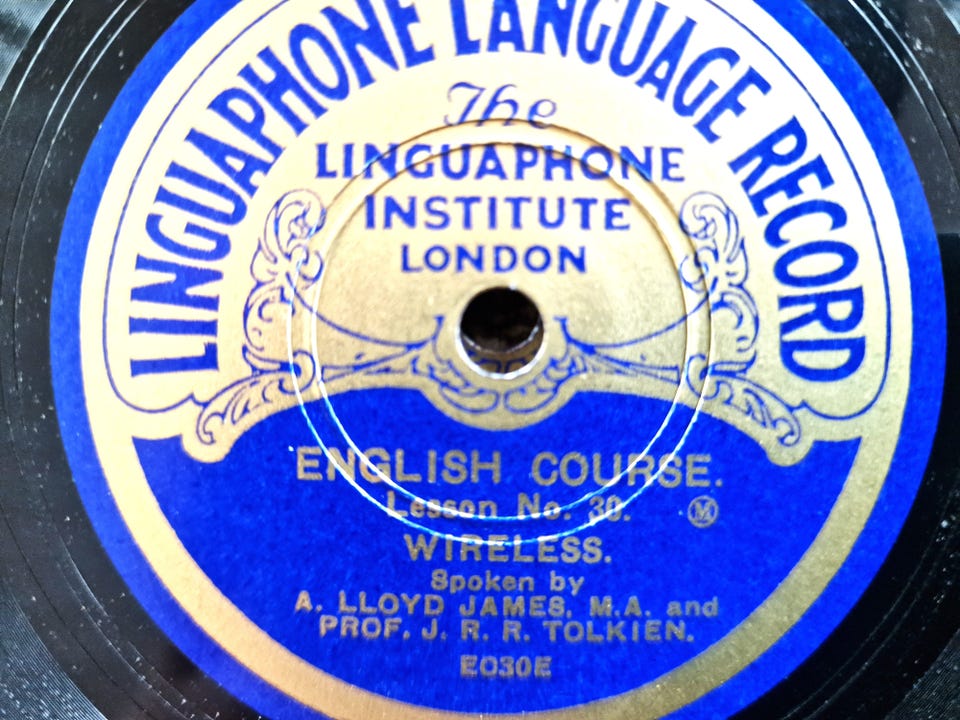 LINGUAPHONE LANGUAGE RECORD
The
LINGUAPHONE
INSTITUTE
LONDON
ENGLISH COURSE.
Lesson No. 30. M
WIRELESS.
Spoken by
A. LLOYD JAMES, M.A. and
PROF. J. R. R. TOLKIEN.
E030E